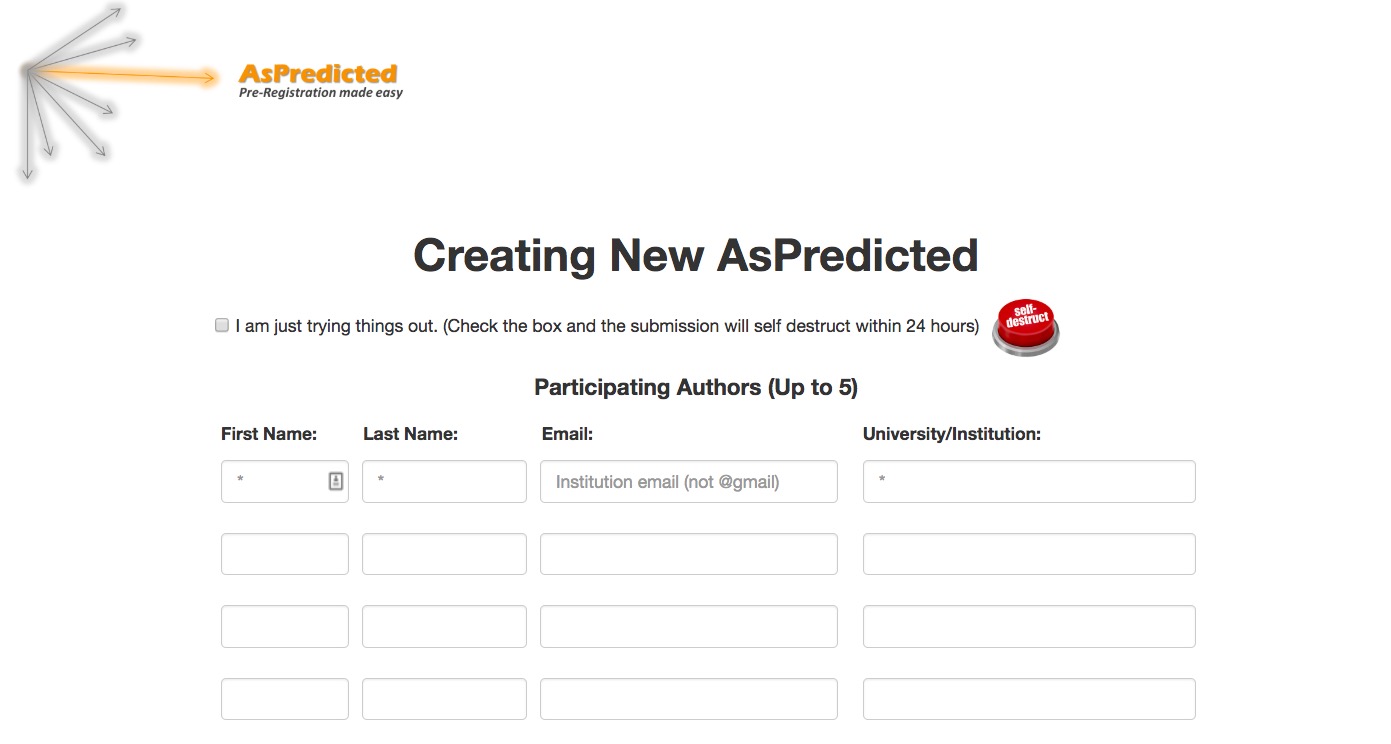 AsPredicted
Pre-Registration made easy
Creating New AsPredicted
I am just trying things out. (Check the box and the submission will self destruct within 24 hours)
self-
destruct
Participating Authors (Up to 5)
First Name: Last Name: Email: University/Institution:
* * Institution email (not @gmail) *